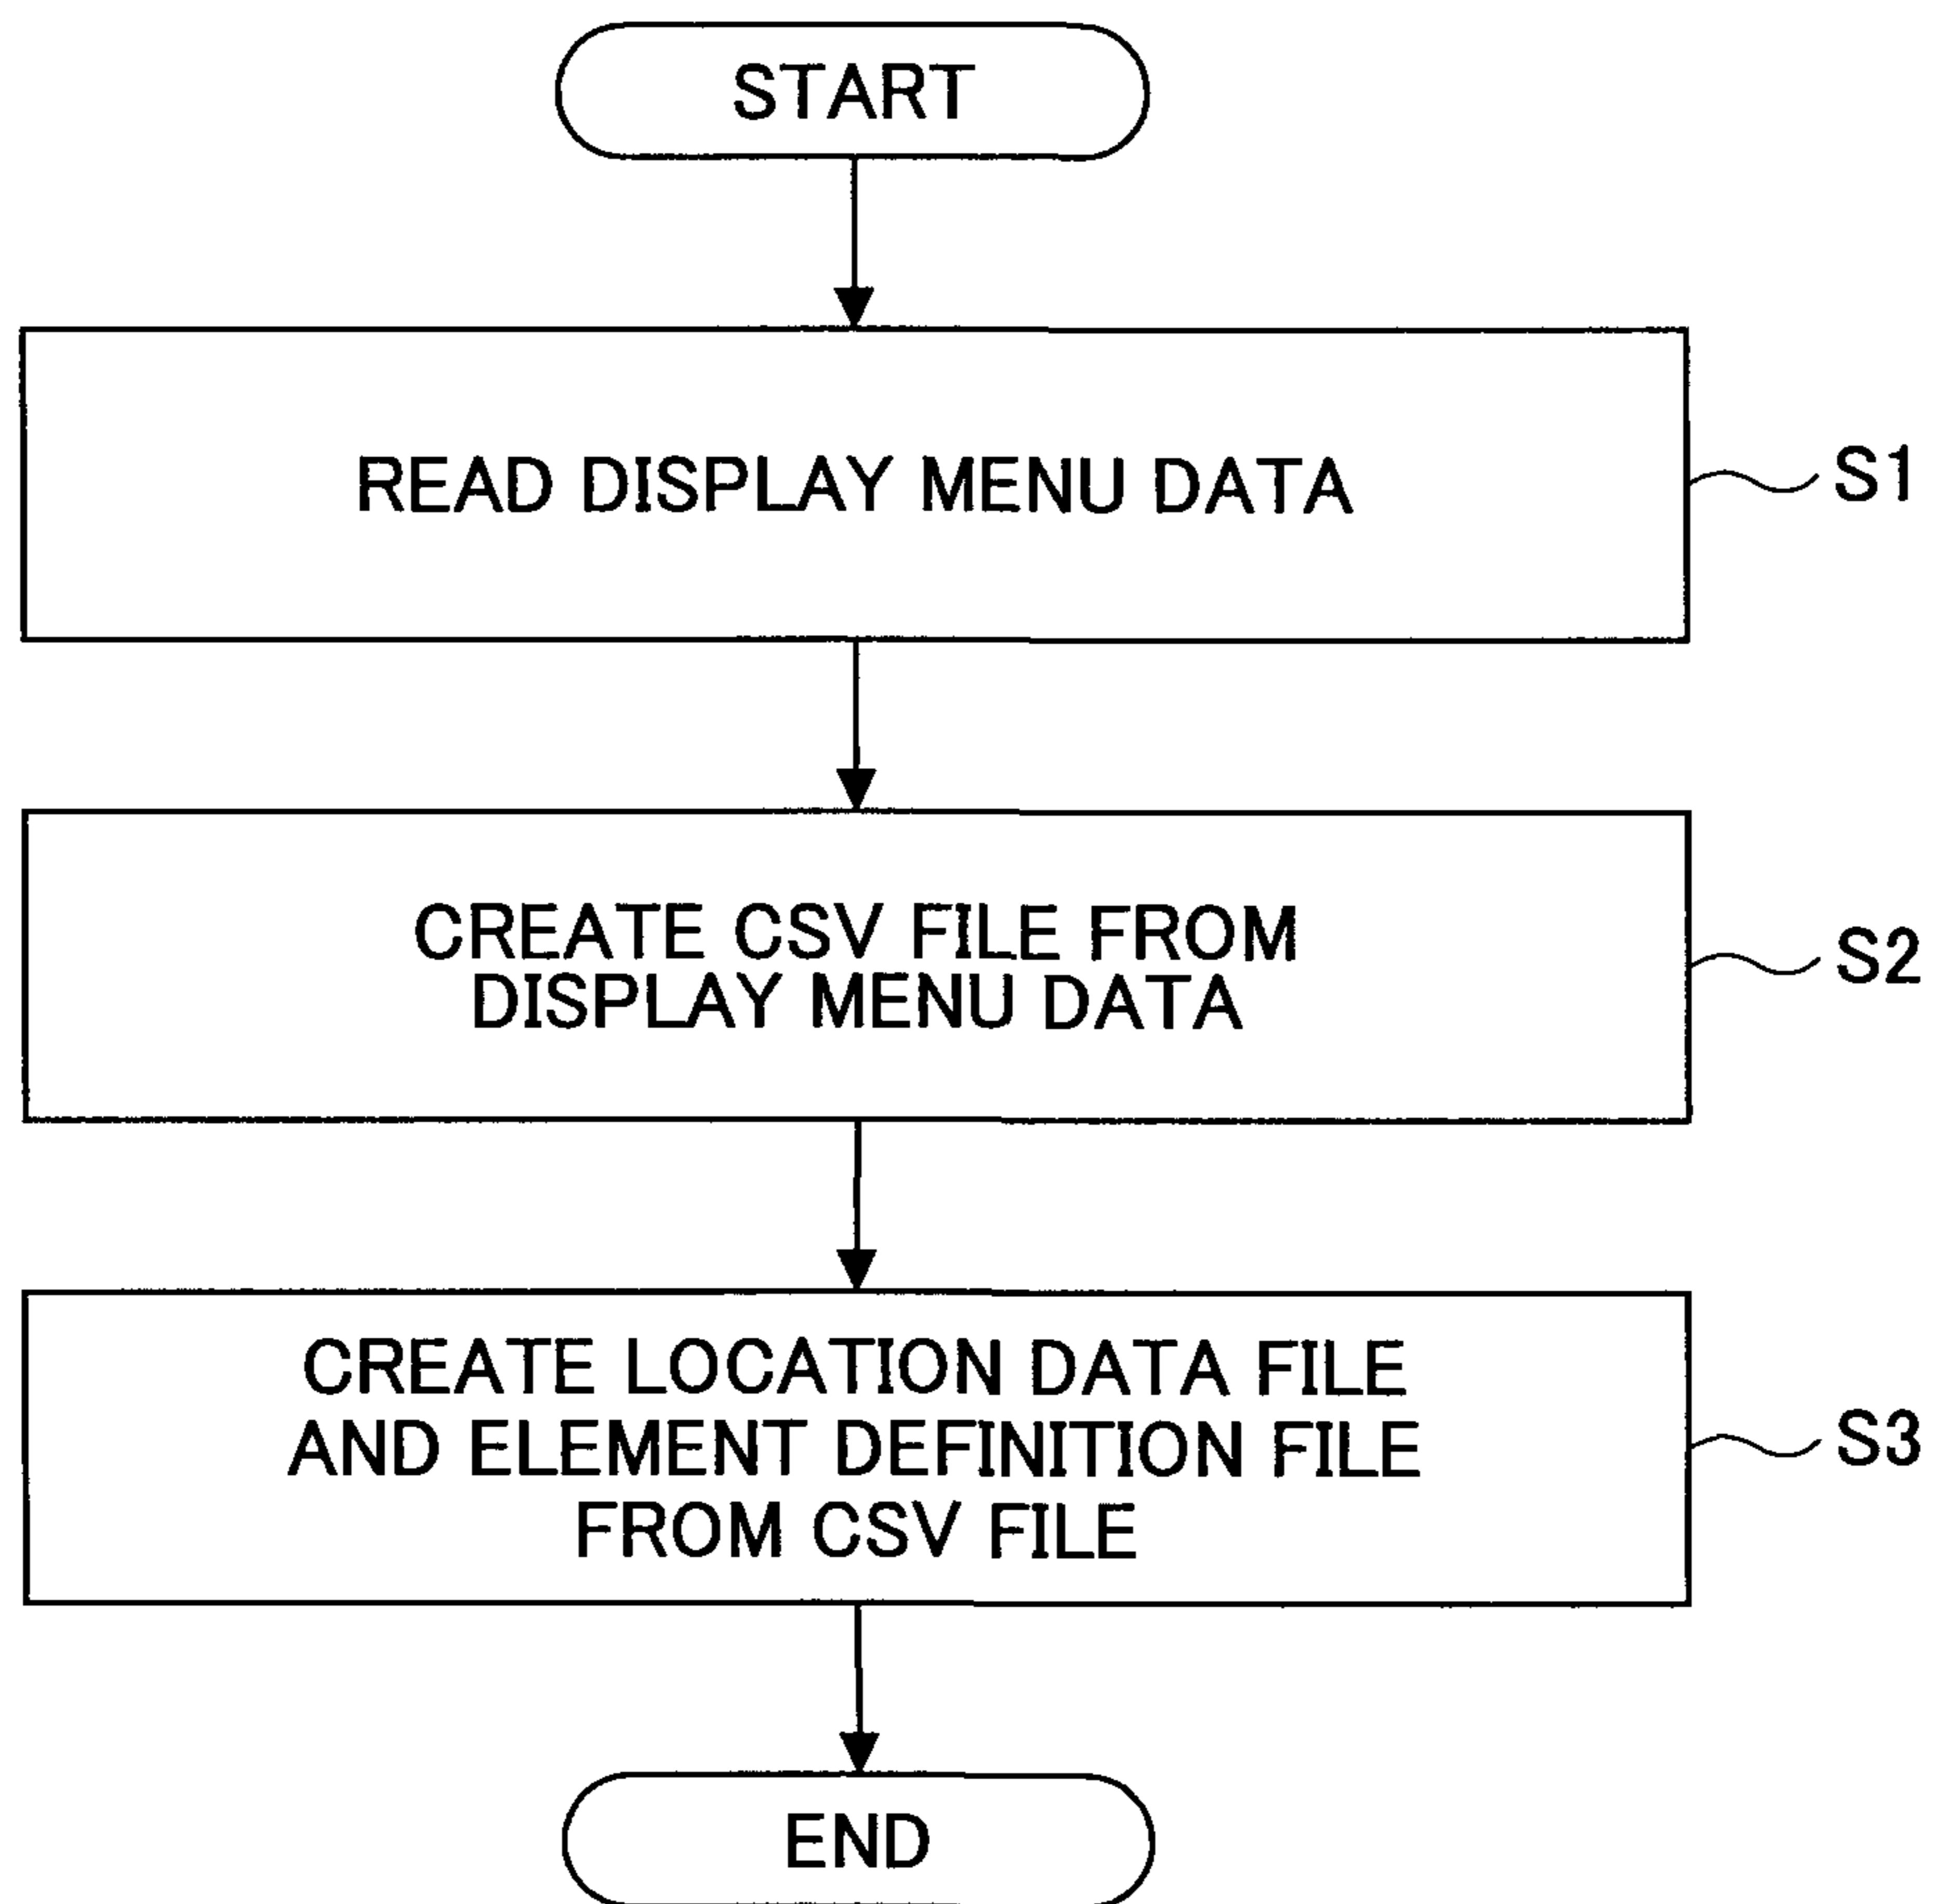 START
READ DISPLAY MENU DATA
S1
CREATE CSV FILE FROM
DISPLAY MENU DATA
S2
CREATE LOCATION DATA FILE
AND ELEMENT DEFINITION FILE
FROM CSV FILE
S3
END